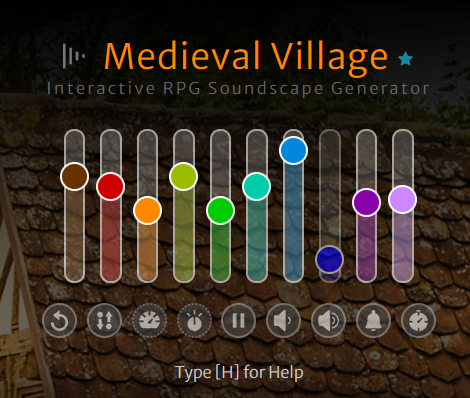 Medieval Village
Interactive RPG Soundscape Generator
Type [H] for Help